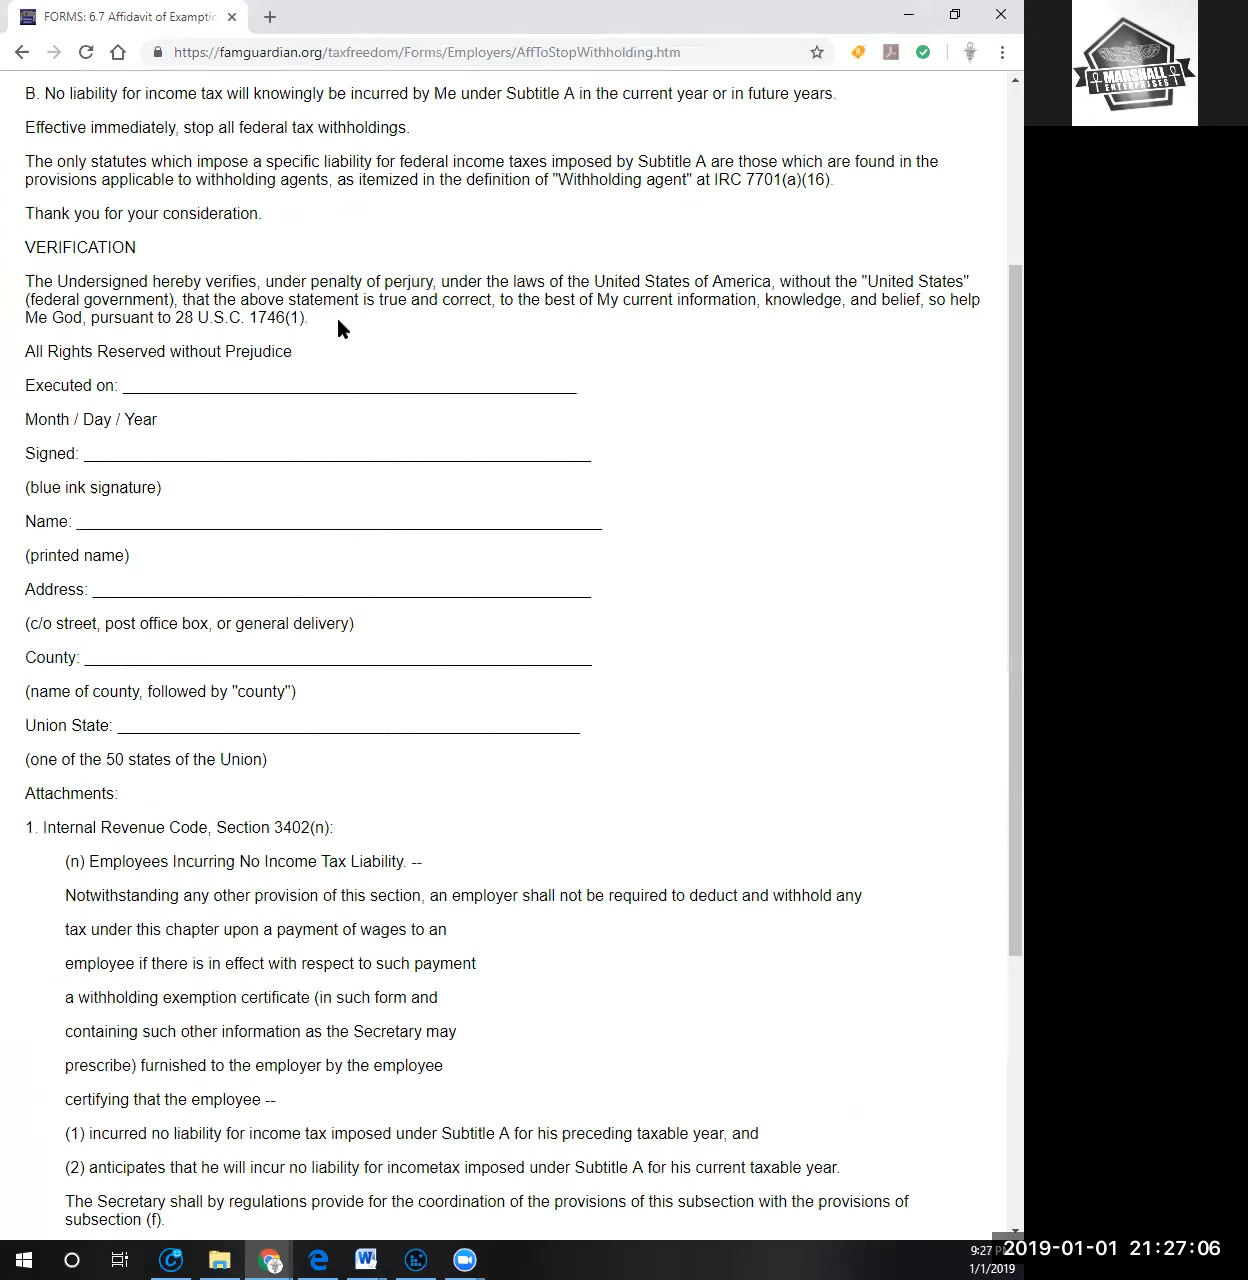 FORMS: 6.7 Affidavit of Exampti
https://famguardian.org/taxfreedom/Forms/Employers/AffToStopWithholding.htm
MARSHALL
ENTERPRISES
B. No liability for income tax will knowingly be incurred by Me under Subtitle A in the current year or in future years.
Effective immediately, stop all federal tax withholdings.
The only statutes which impose a specific liability for federal income taxes imposed by Subtitle A are those which are found in the
provisions applicable to withholding agents, as itemized in the definition of "Withholding agent" at IRC 7701(a)(16).
Thank you for your consideration.
VERIFICATION
The Undersigned hereby verifies, under penalty of perjury, under the laws of the United States of America, without the "United States"
(federal government), that the above statement is true and correct, to the best of My current information, knowledge, and belief, so help
Me God, pursuant to 28 U.S.C. 1746(1).
All Rights Reserved without Prejudice
Executed on:
Month / Day / Year
Signed:
(blue ink signature)
Name:
(printed name)
Address:
(c/o street, post office box, or general delivery)
County:
(name of county, followed by "county")
Union State:
(one of the 50 states of the Union)
Attachments:
1. Internal Revenue Code, Section 3402(n):
(n) Employees Incurring No Income Tax Liability. --
Notwithstanding any other provision of this section, an employer shall not be required to deduct and withhold any
tax under this chapter upon a payment of wages to an
employee if there is in effect with respect to such payment
a withholding exemption certificate (in such form and
containing such other information as the Secretary may
prescribe) furnished to the employer by the employee
certifying that the employee --
(1) incurred no liability for income tax imposed under Subtitle A for his preceding taxable year, and
(2) anticipates that he will incur no liability for incometax imposed under Subtitle A for his current taxable year.
The Secretary shall by regulations provide for the coordination of the provisions of this subsection with the provisions of
subsection (f).
9:27 P
2019-01-01 21:27:06
1/1/2019